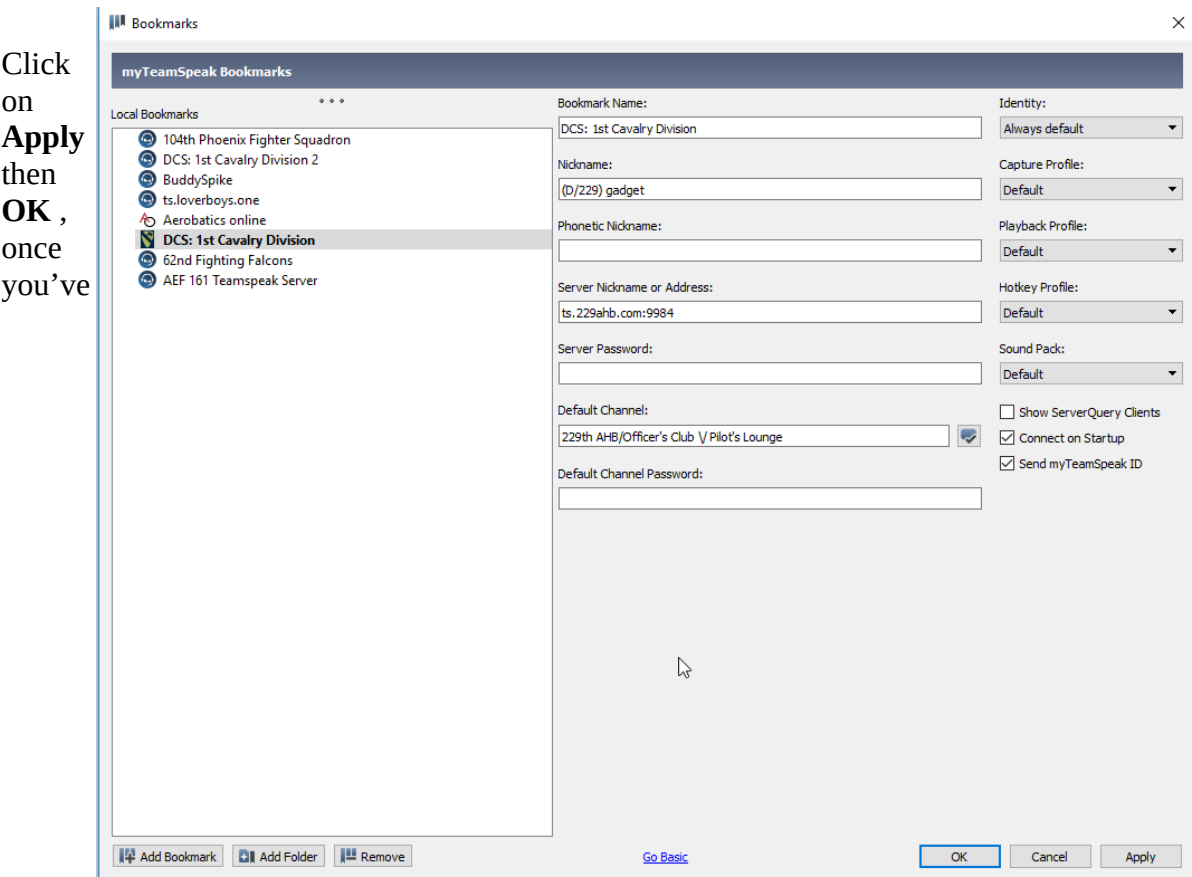 Bookmarks
Click
on
Apply
then
OK ,
once
you’ve
myTeamSpeak Bookmarks
Local Bookmarks
104th Phoenix Fighter Squadron
DCS: 1st Cavalry Division 2
BuddySpike
ts.loverboys.one
Aerobatics online
DCS: 1st Cavalry Division
62nd Fighting Falcons
AEF 161 Teamspeak Server
Bookmark Name:
DCS: 1st Cavalry Division
Nickname:
(D/229) gadget
Phonetic Nickname:
Server Nickname or Address:
ts.229ahb.com:9984
Server Password:
Default Channel:
229th AHB/Officer's Club \/ Pilot's Lounge
Default Channel Password:
Identity:
Always default
Capture Profile:
Default
Playback Profile:
Default
Hotkey Profile:
Default
Sound Pack:
Default
Show ServerQuery Clients
Connect on Startup
Send myTeamSpeak ID
Add Bookmark Add Folder Remove Go Basic OK Cancel Apply